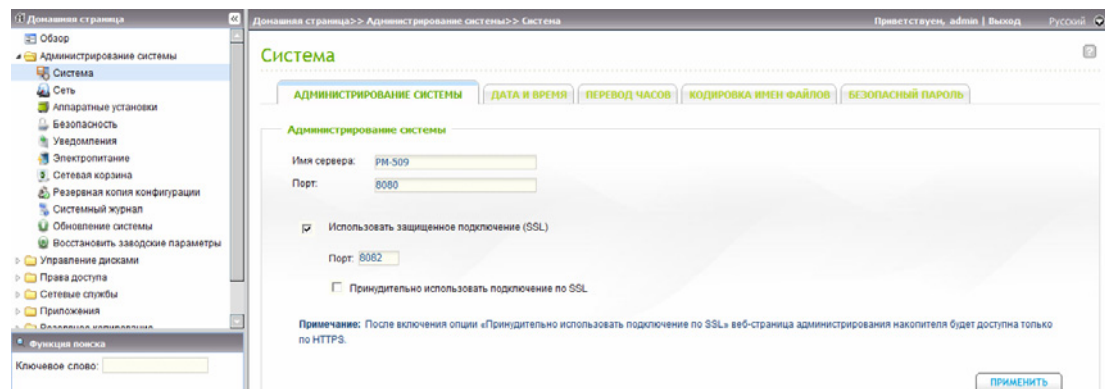 Домашняя страница
Домашняя страница>> Администрирование системы>> Система
Приветствуем, admin | Выход
Русский
Обзор
Администрирование системы
Система
Сеть
Аппаратные установки
Безопасность
Уведомления
Электропитание
Сетевая корзина
Резервная копия конфигурации
Системный журнал
Обновление системы
Восстановить заводские параметры
Управление дисками
Права доступа
Сетевые службы
Приложения
Резервное копирование
Функция поиска
Ключевое слово:
Система
АДМИНИСТРИРОВАНИЕ СИСТЕМЫ
ДАТА И ВРЕМЯ
ПЕРЕВОД ЧАСОВ
КОДИРОВКА ИМЕН ФАЙЛОВ
БЕЗОПАСНЫЙ ПАРОЛЬ
Администрирование системы
Имя сервера: PM-509
Порт: 8080
Использовать защищенное подключение (SSL)
Порт: 8082
Принудительно использовать подключение по SSL
Примечание: После включения опции «Принудительно использовать подключение по SSL» веб-страница администрирования накопителя будет доступна только
по HTTPS.
ПРИМЕНИТЬ